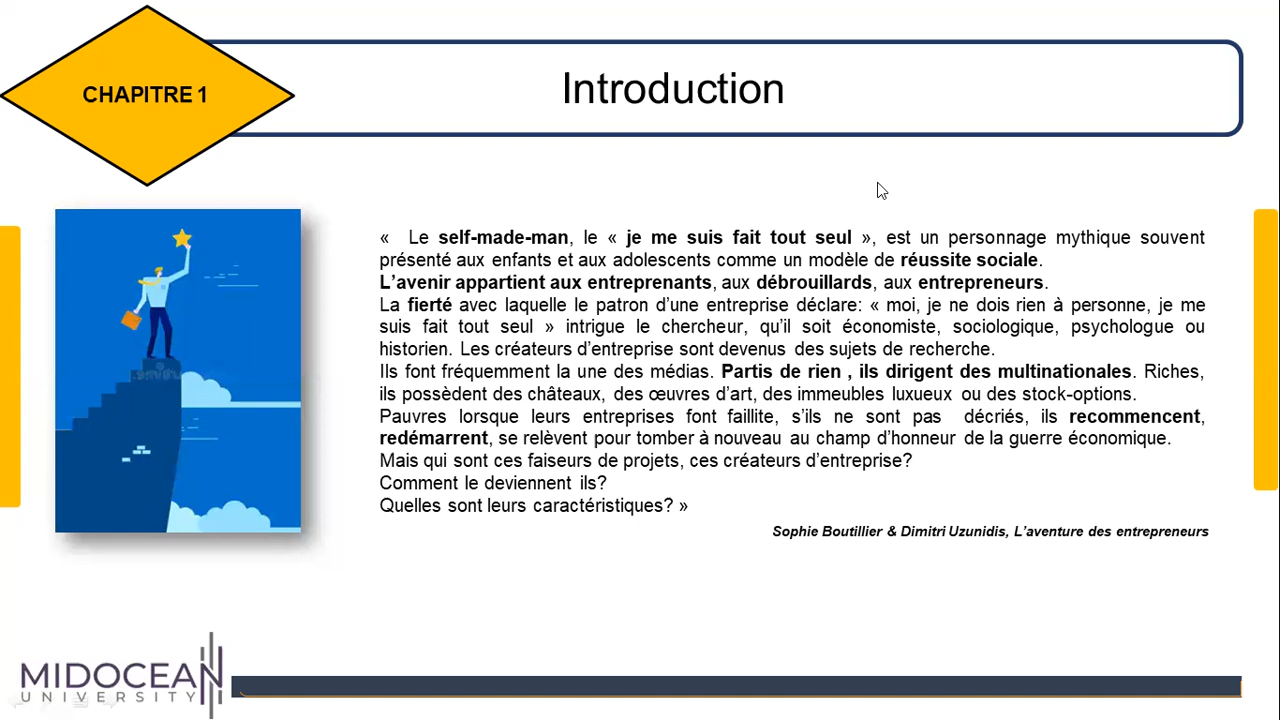 CHAPITRE 1
Introduction
«  Le self-made-man, le « je me suis fait tout seul », est un personnage mythique souvent
présenté aux enfants et aux adolescents comme un modèle de réussite sociale.
L’avenir appartient aux entreprenants, aux débrouillards, aux entrepreneurs.
La fierté avec laquelle le patron d’une entreprise déclare: « moi, je ne dois rien à personne, je me
suis fait tout seul » intrigue le chercheur, qu’il soit économiste, sociologique, psychologue ou
historien. Les créateurs d’entreprise sont devenus des sujets de recherche.
Ils font fréquemment la une des médias. Partis de rien , ils dirigent des multinationales. Riches,
ils possèdent des châteaux, des œuvres d’art, des immeubles luxueux ou des stock-options.
Pauvres lorsque leurs entreprises font faillite, s’ils ne sont pas  décriés, ils recommencent,
redémarrent, se relèvent pour tomber à nouveau au champ d’honneur de la guerre économique.
Mais qui sont ces faiseurs de projets, ces créateurs d’entreprise?
Comment le deviennent ils?
Quelles sont leurs caractéristiques? »
Sophie Boutillier & Dimitri Uzunidis, L’aventure des entrepreneurs
MIDOCEAN
UNIVERSITY